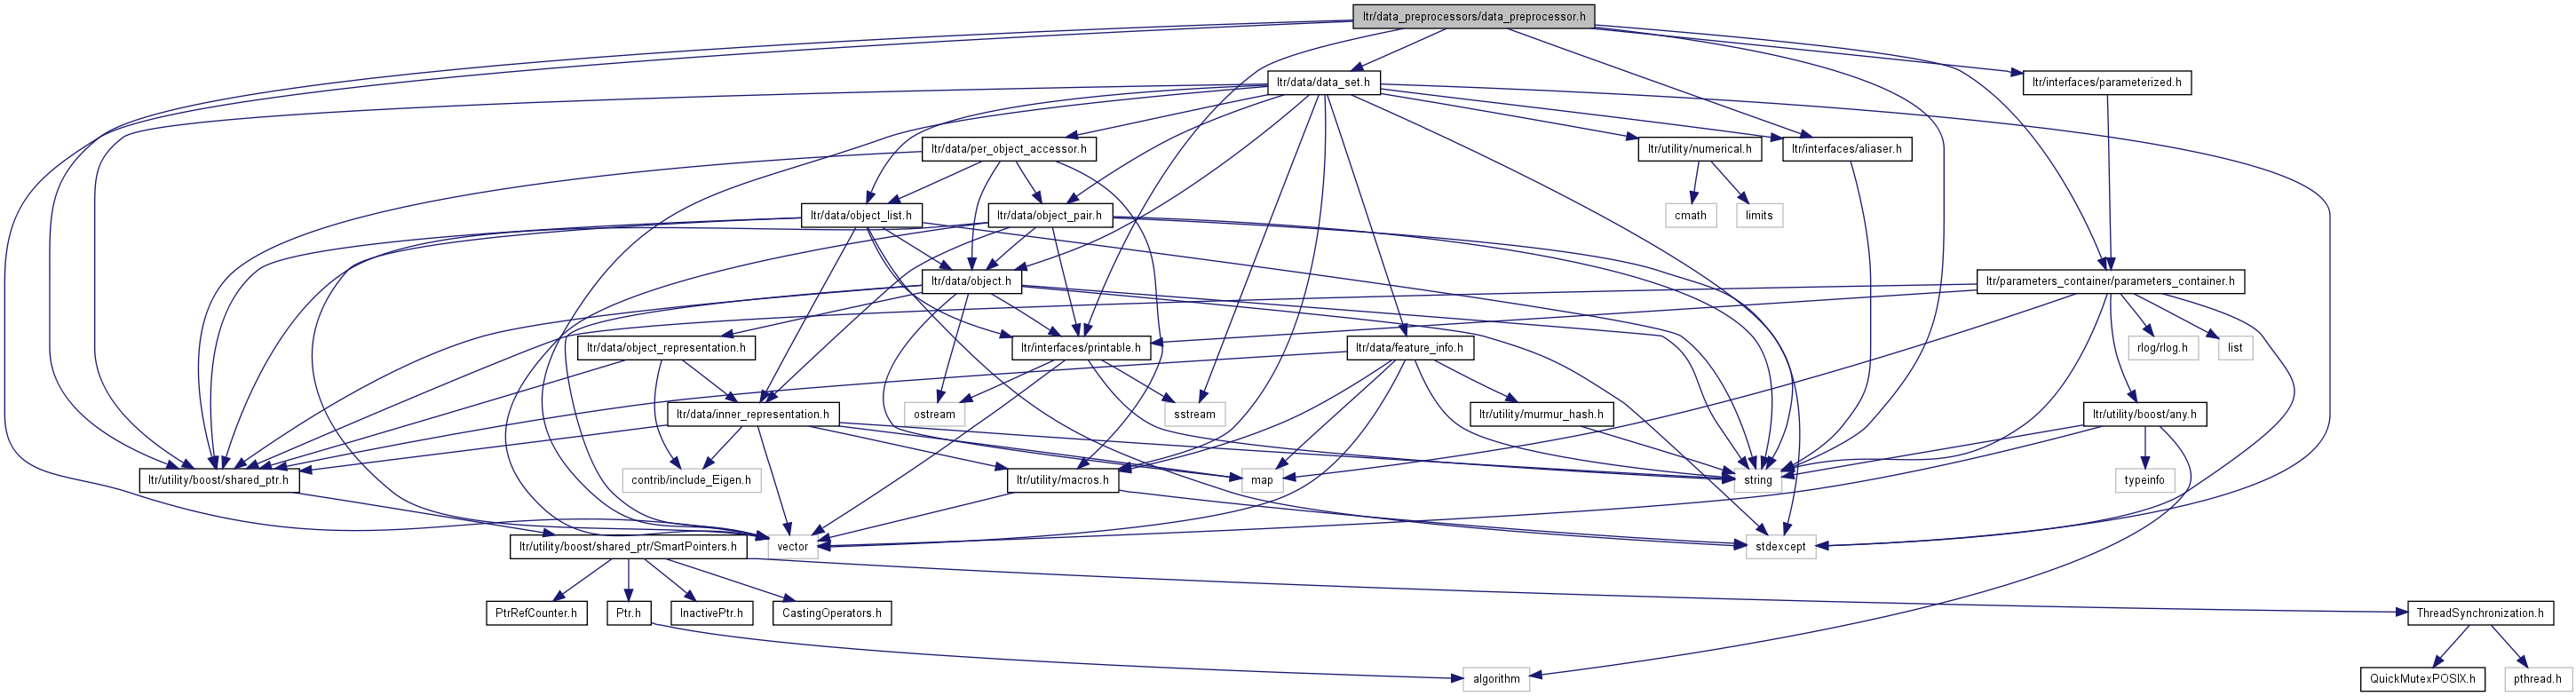 ltr/data_preprocessors/data_preprocessor.h
ltr/data/data_set.h
ltr/interfaces/parameterized.h
ltr/data/per_object_accessor.h
ltr/utility/numerical.h
ltr/interfaces/aliaser.h
ltr/data/object_list.h
ltr/data/object_pair.h
cmath
limits
ltr/data/object.h
ltr/parameters_container/parameters_container.h
ltr/data/object_representation.h
ltr/interfaces/printable.h
ltr/data/feature_info.h
rlog/rlog.h
list
ltr/data/inner_representation.h
ostream
sstream
ltr/utility/murmur_hash.h
ltr/utility/boost/any.h
ltr/utility/boost/shared_ptr.h
contrib/include_Eigen.h
ltr/utility/macros.h
map
string
typeinfo
ltr/utility/boost/shared_ptr/SmartPointers.h
vector
stdexcept
PtrRefCounter.h
Ptr.h
InactivePtr.h
CastingOperators.h
ThreadSynchronization.h
algorithm
QuickMutexPOSIX.h
pthread.h